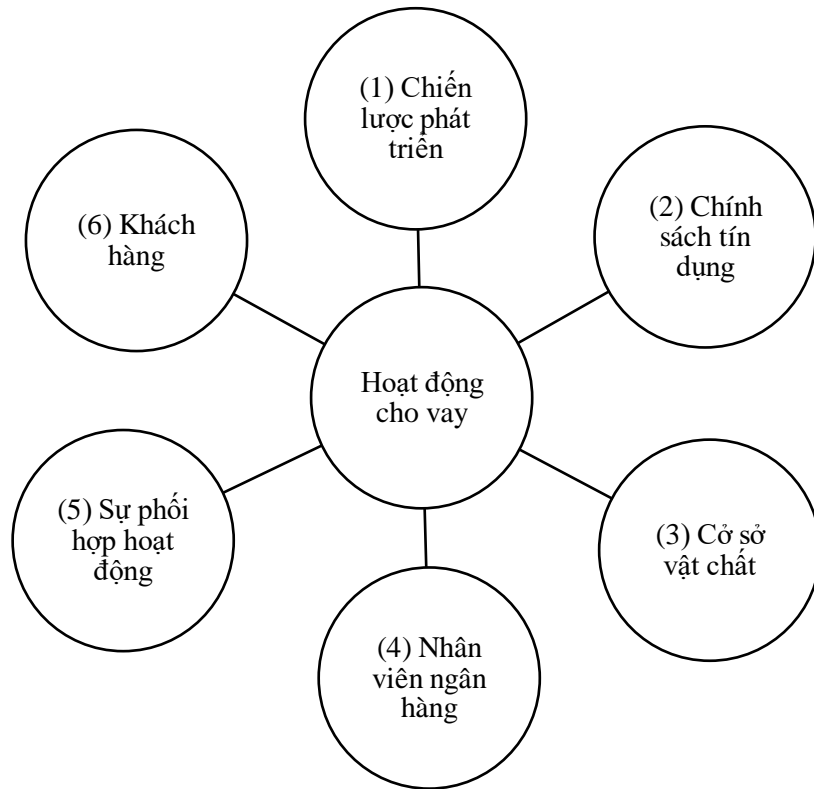 (1) Chiến
lược phát
triển
(2) Chính
sách tín
dụng
(3) Cở sở
vật chất
(4) Nhân
viên ngân
hàng
(5) Sự phối
hợp hoạt
động
(6) Khách
hàng
Hoạt động
cho vay